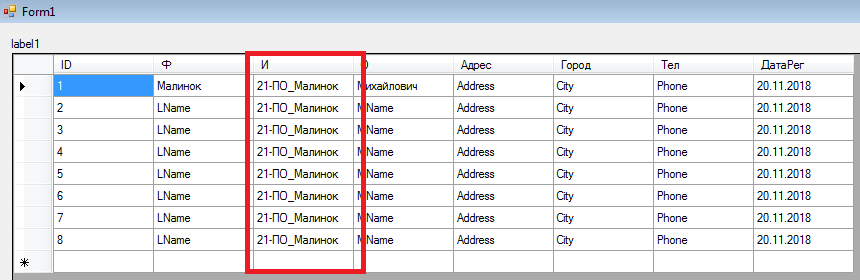 Form1
label1
ID Ф И О Адрес Город Тел ДатаРег
1 Малинок 21-ПО_Малинок Михайлович Address City Phone 20.11.2018
2 LName 21-ПО_Малинок MName Address City Phone 20.11.2018
3 LName 21-ПО_Малинок MName Address City Phone 20.11.2018
4 LName 21-ПО_Малинок MName Address City Phone 20.11.2018
5 LName 21-ПО_Малинок MName Address City Phone 20.11.2018
6 LName 21-ПО_Малинок MName Address City Phone 20.11.2018
7 LName 21-ПО_Малинок MName Address City Phone 20.11.2018
8 LName 21-ПО_Малинок MName Address City Phone 20.11.2018